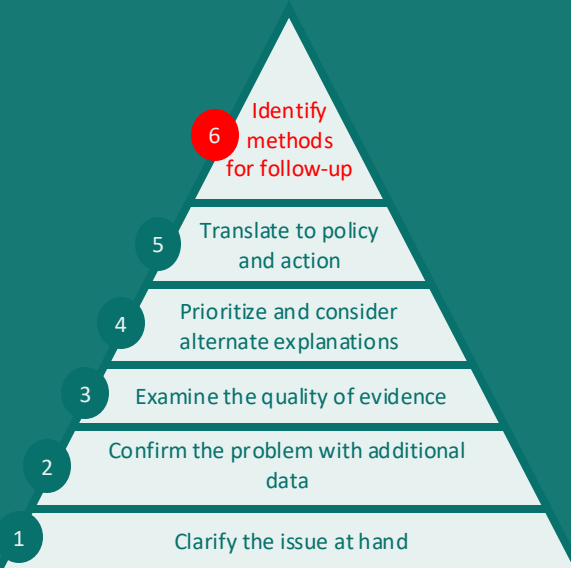 6
Identify
methods
for follow-up
5
Translate to policy
and action
4
Prioritize and consider
alternate explanations
3
Examine the quality of evidence
2
Confirm the problem with additional
data
1
Clarify the issue at hand